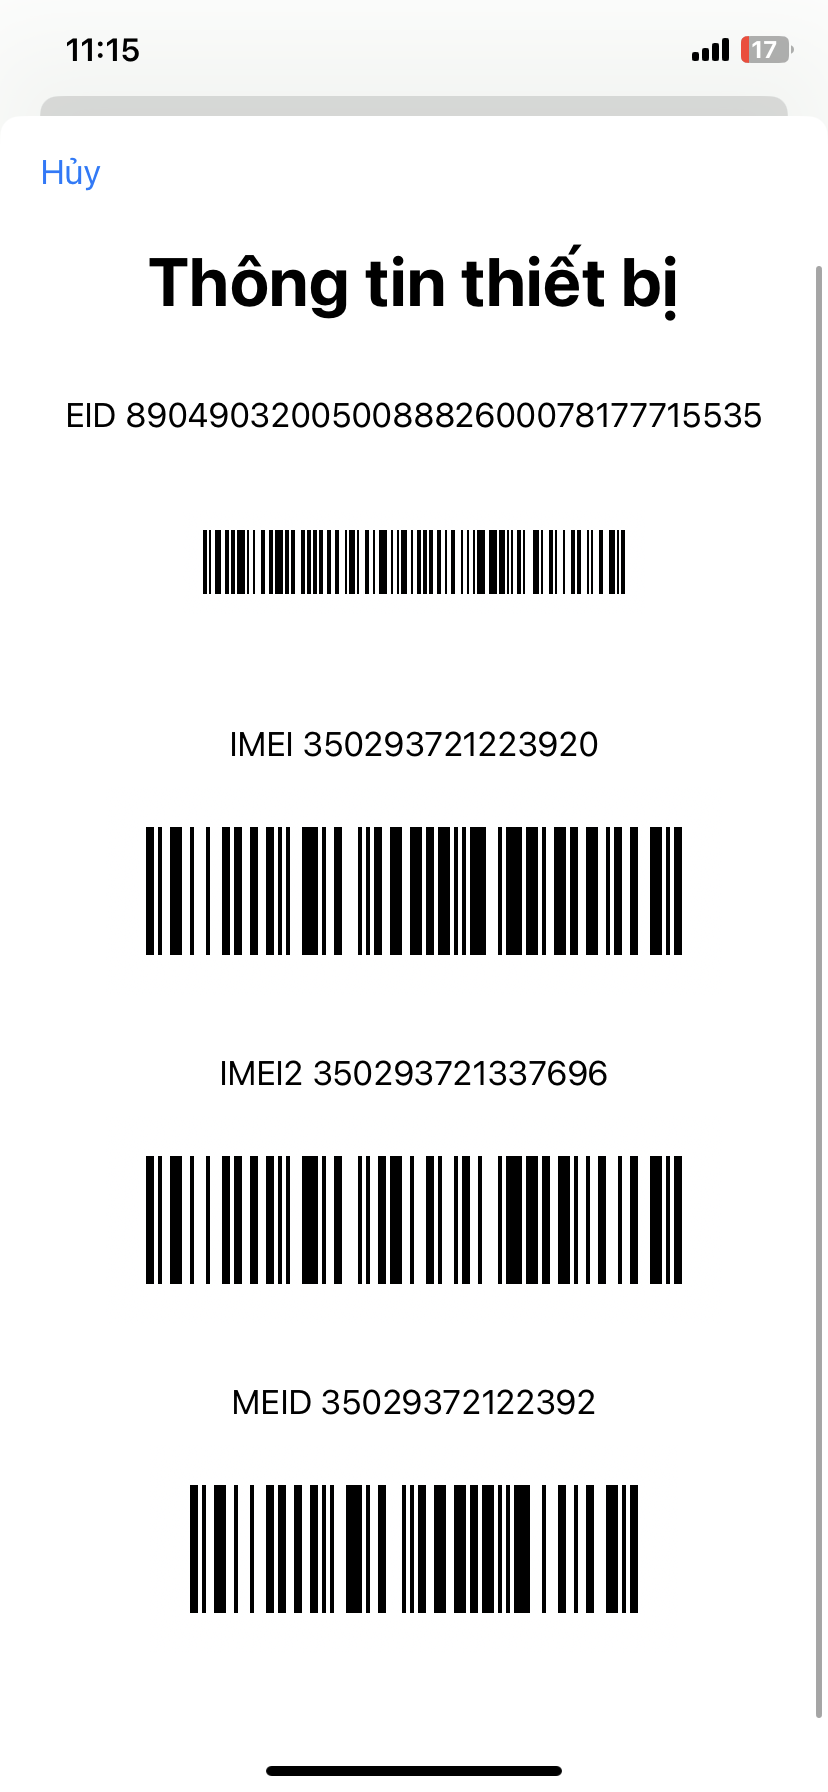 11:15
17
Hủy
Thông tin thiết bị
EID 89049032005008882600078177715535
IMEI 350293721223920
IMEI2 350293721337696
MEID 35029372122392